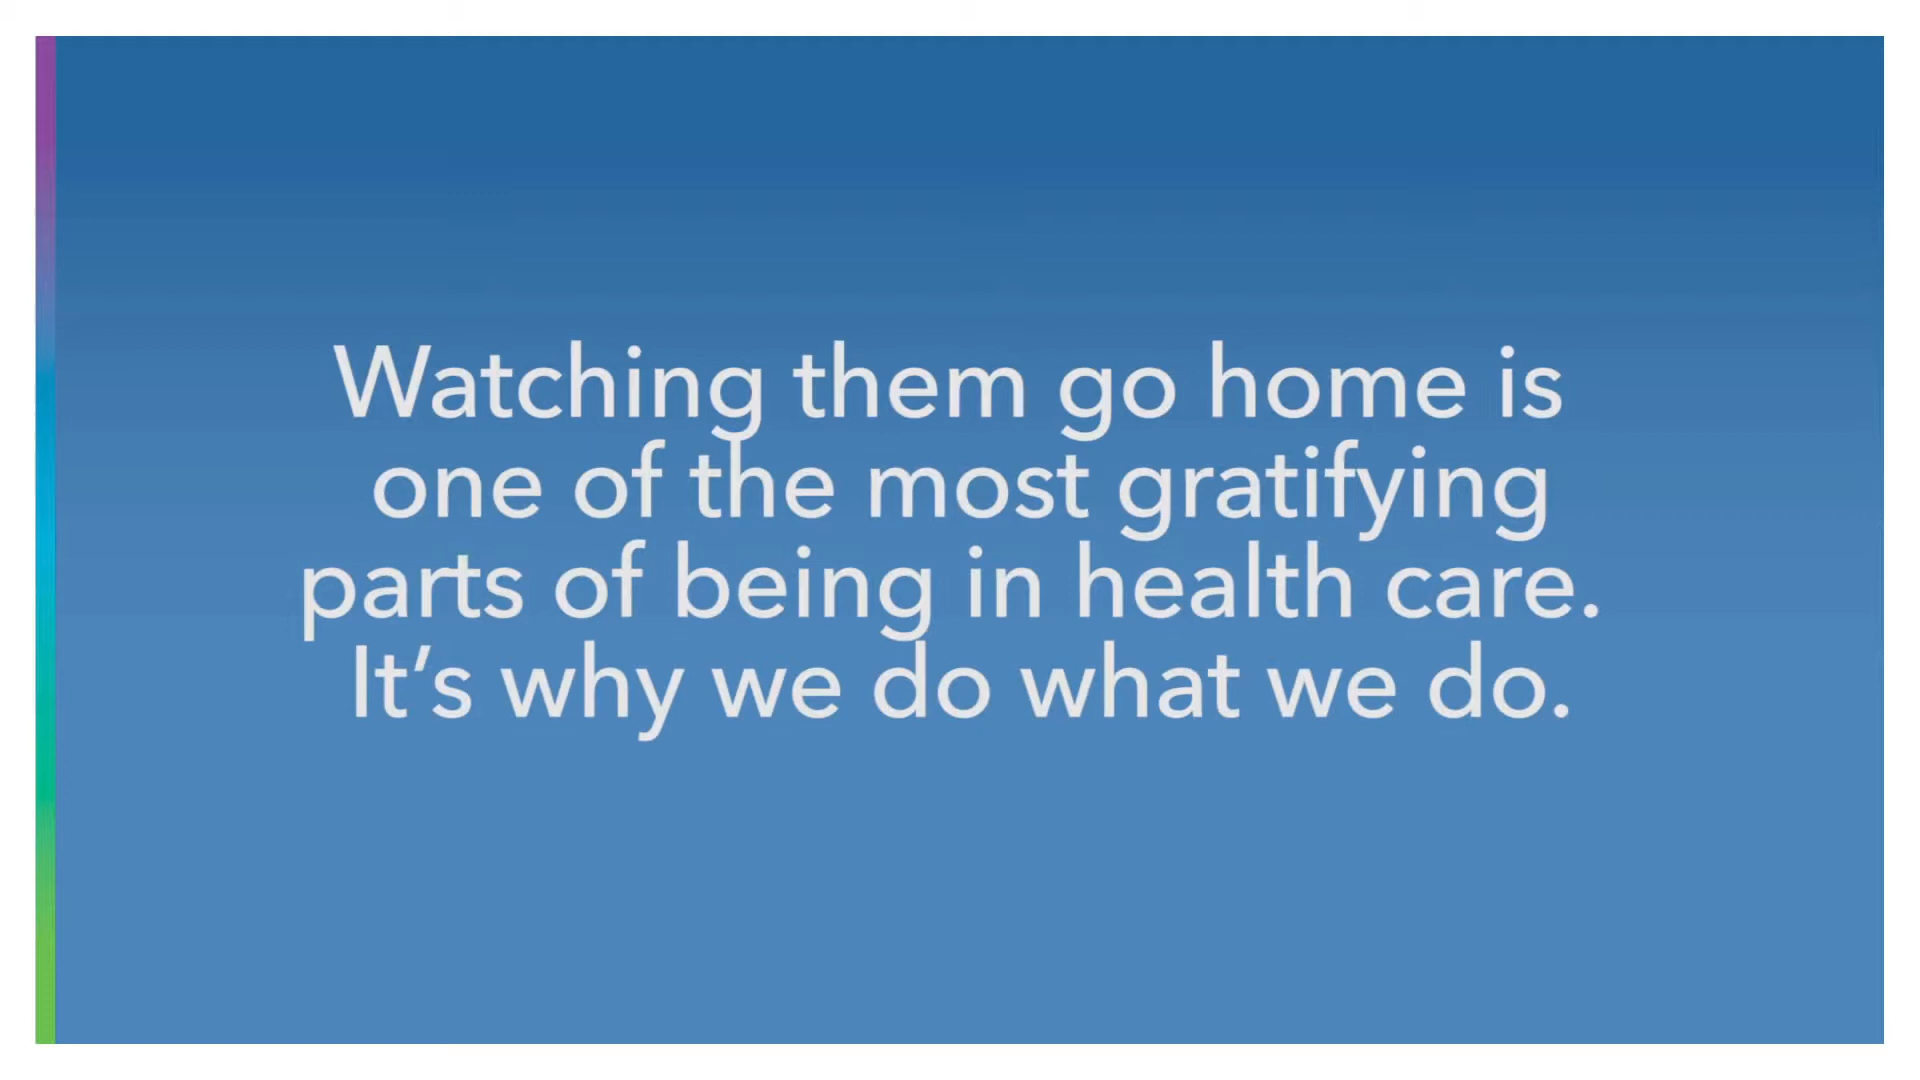 Watching them go home is
one of the most gratifying
parts of being in health care.
It’s why we do what we do.